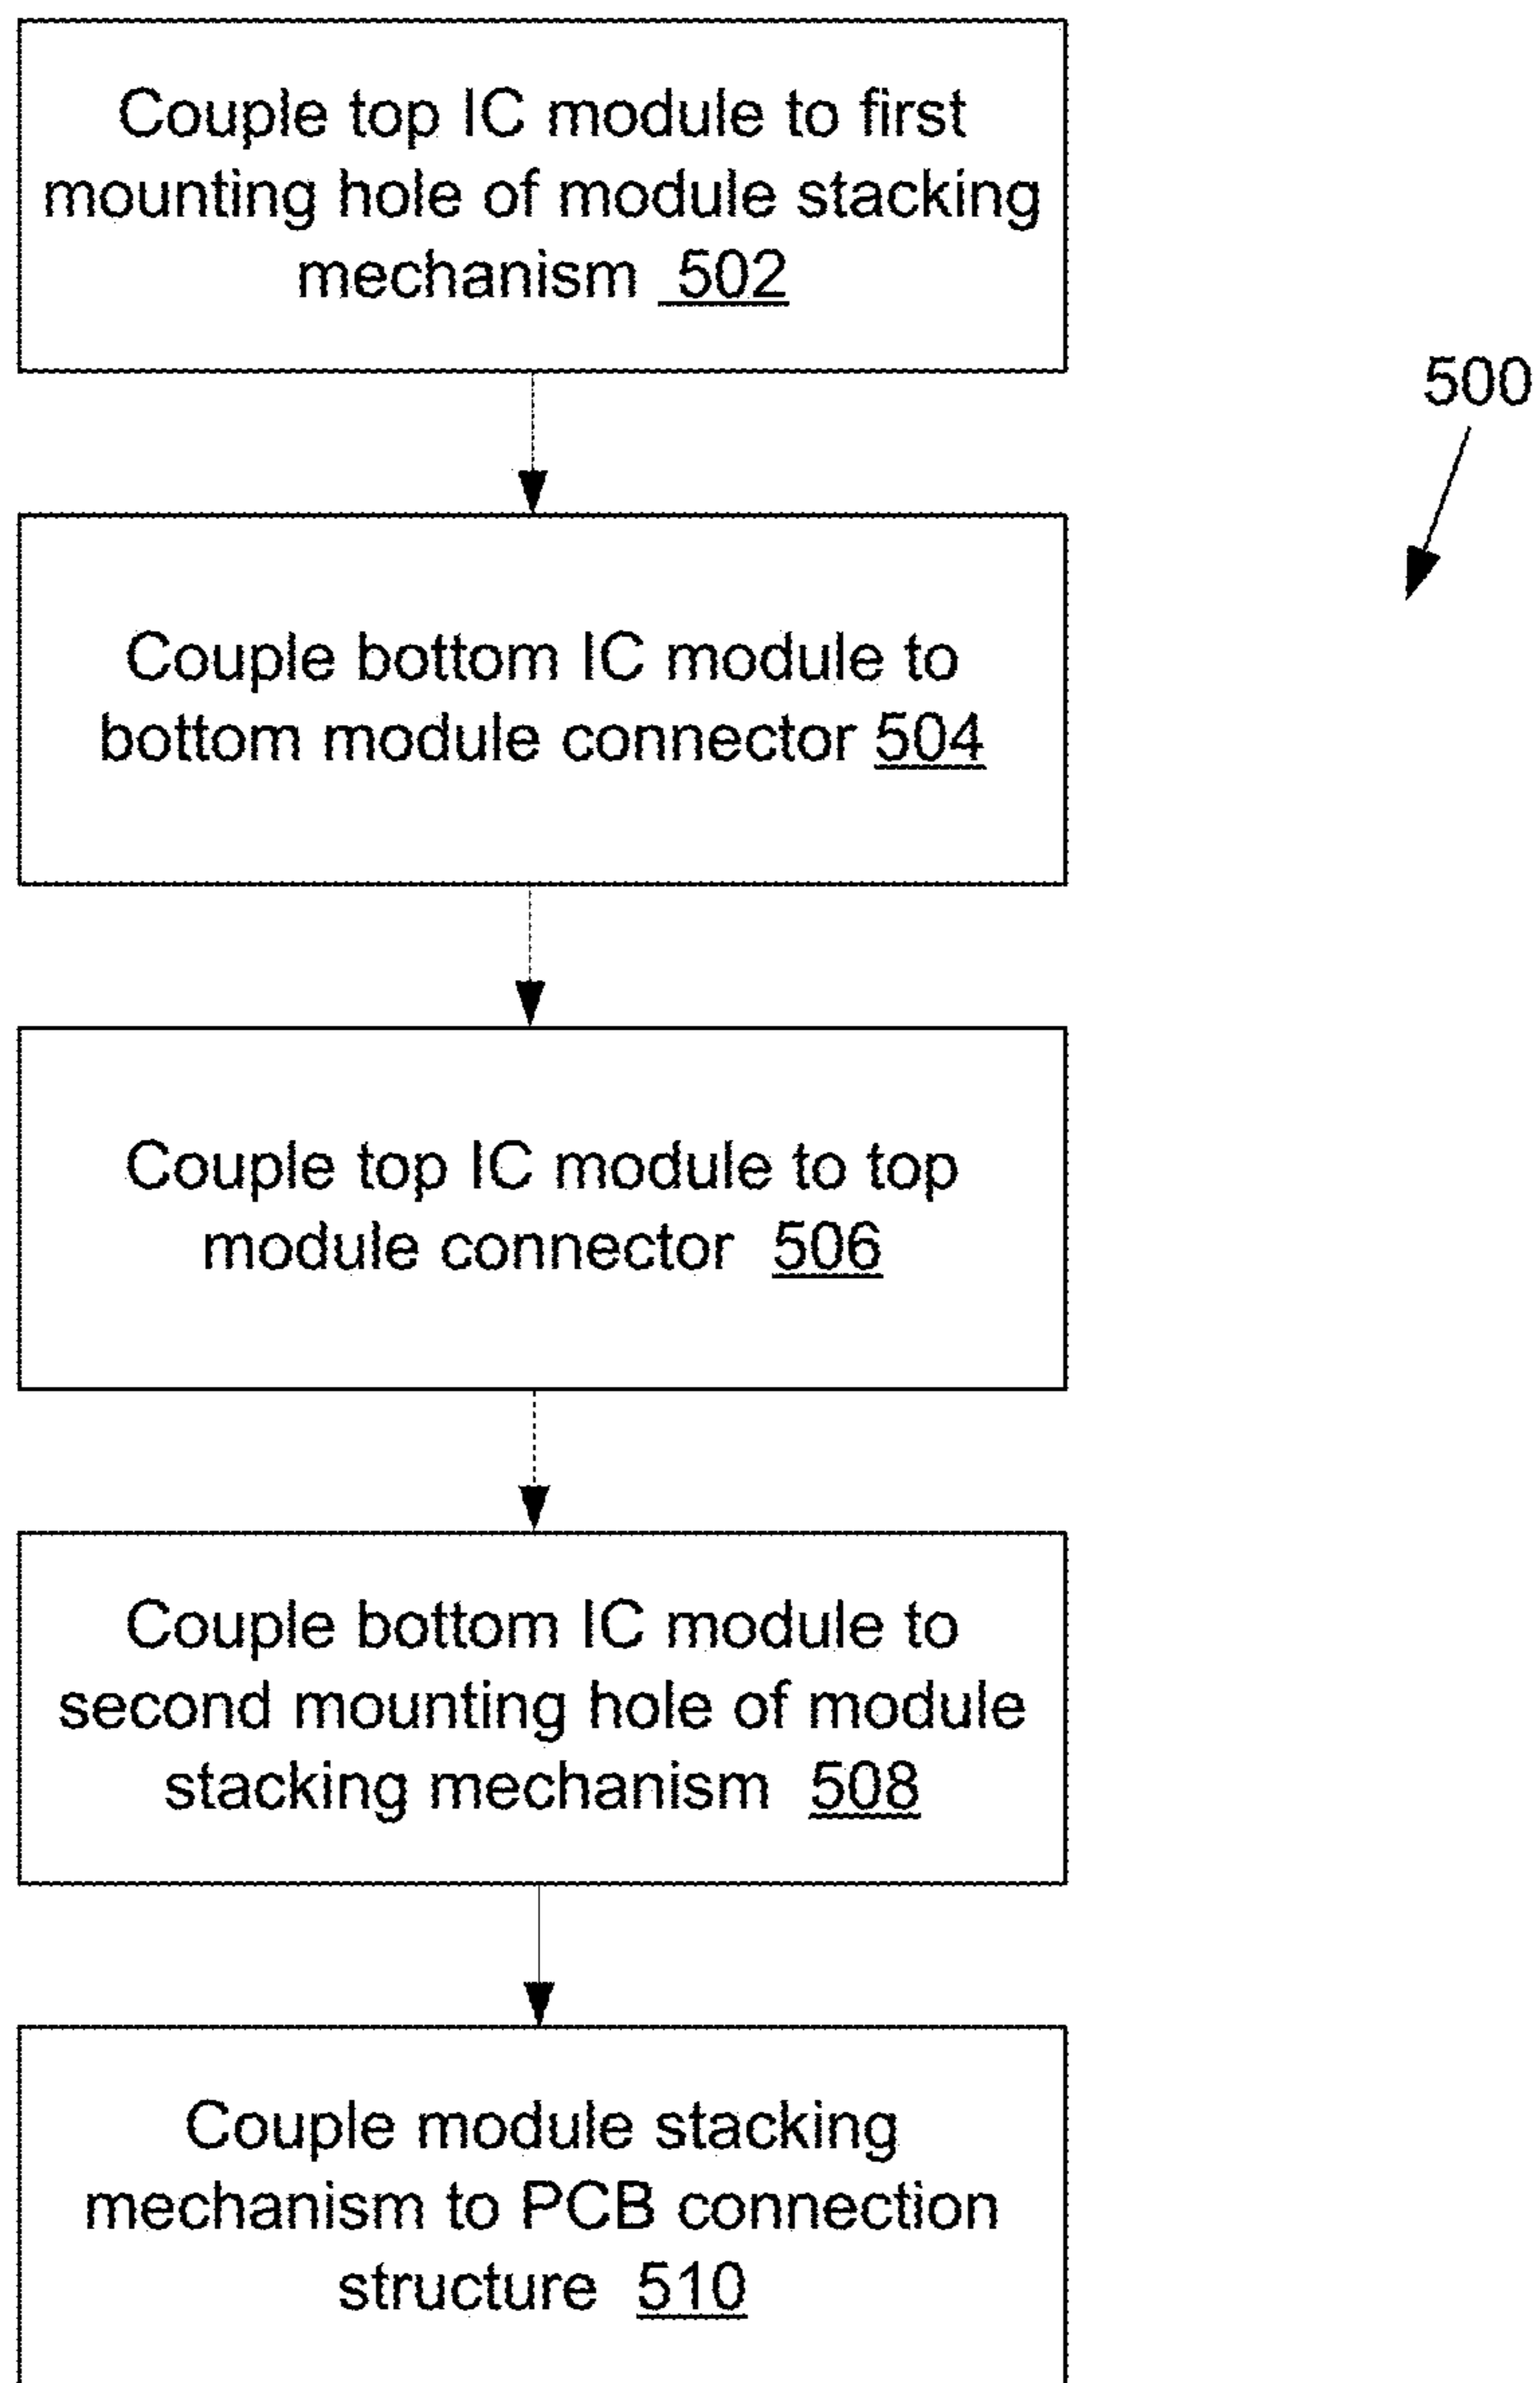 Couple top IC module to first
mounting hole of module stacking
mechanism 502
500
Couple bottom IC module to
bottom module connector 504
Couple top IC module to top
module connector 506
Couple bottom IC module to
second mounting hole of module
stacking mechanism 508
Couple module stacking
mechanism to PCB connection
structure 510